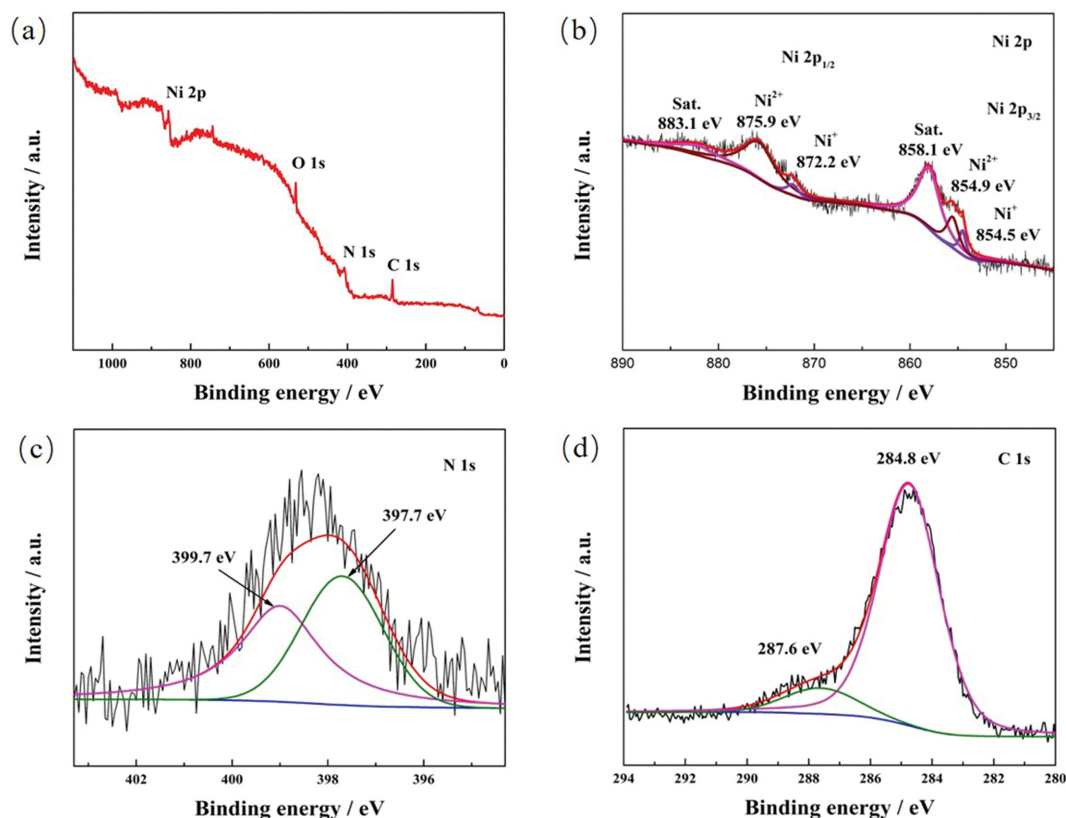 (a)
Ni 2p
O 1s
N 1s
C 1s
Intensity / a.u.
1000 800 600 400 200 0
Binding energy / eV
(b)
Ni 2p
Ni 2p1/2
Ni 2p3/2
Sat.
883.1 eV
Ni2+
875.9 eV
Ni+
872.2 eV
Sat.
858.1 eV
Ni2+
854.9 eV
Ni+
854.5 eV
Intensity / a.u.
890 880 870 860 850
Binding energy / eV
(c)
N 1s
399.7 eV
397.7 eV
Intensity / a.u.
402 400 398 396
Binding energy / eV
(d)
284.8 eV
C 1s
287.6 eV
Intensity / a.u.
294 292 290 288 286 284 282 280
Binding energy / eV